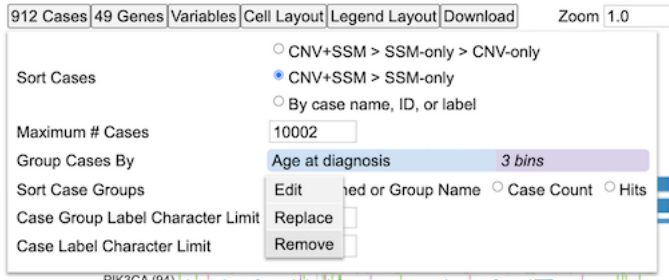 912 Cases 49 Genes Variables Cell Layout Legend Layout Download Zoom 1.0
CNV+SSM > SSM-only > CNV-only
Sort Cases CNV+SSM > SSM-only
By case name, ID, or label
Maximum # Cases 10002
Group Cases By Age at diagnosis 3 bins
Sort Case Groups Edit or Group Name Case Count Hits
Case Group Label Character Limit Replace
Case Label Character Limit Remove
PIK3CA (94)